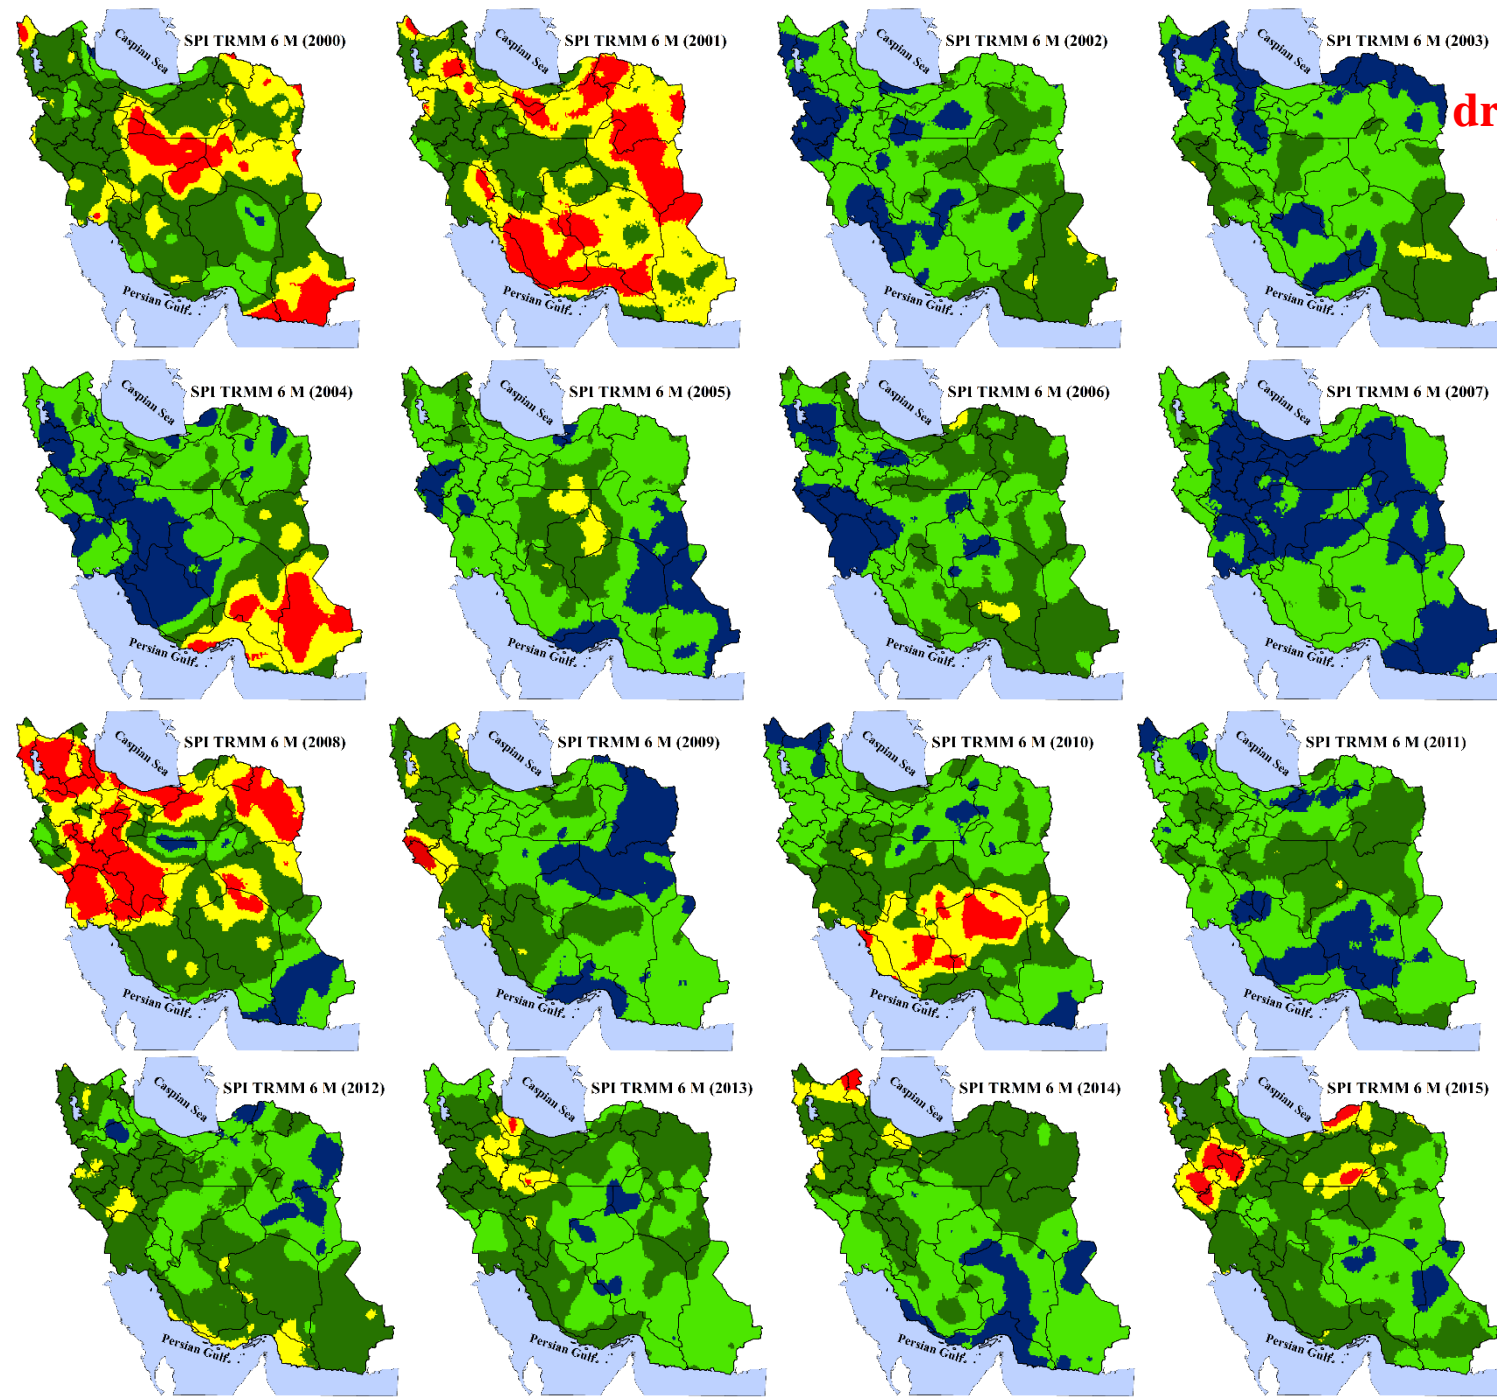 Caspian Sea
SPI TRMM 6 M (2000)
Persian Gulf
Caspian Sea
SPI TRMM 6 M (2001)
Persian Gulf
Caspian Sea
SPI TRMM 6 M (2002)
Persian Gulf
Caspian Sea
SPI TRMM 6 M (2003)
Persian Gulf
dr
Caspian Sea
SPI TRMM 6 M (2004)
Persian Gulf
Caspian Sea
SPI TRMM 6 M (2005)
Persian Gulf
Caspian Sea
SPI TRMM 6 M (2006)
Persian Gulf
Caspian Sea
SPI TRMM 6 M (2007)
Persian Gulf
Caspian Sea
SPI TRMM 6 M (2008)
Persian Gulf
Caspian Sea
SPI TRMM 6 M (2009)
Persian Gulf
Caspian Sea
SPI TRMM 6 M (2010)
Persian Gulf
Caspian Sea
SPI TRMM 6 M (2011)
Persian Gulf
Caspian Sea
SPI TRMM 6 M (2012)
Persian Gulf
Caspian Sea
SPI TRMM 6 M (2013)
Persian Gulf
Caspian Sea
SPI TRMM 6 M (2014)
Persian Gulf
Caspian Sea
SPI TRMM 6 M (2015)
Persian Gulf